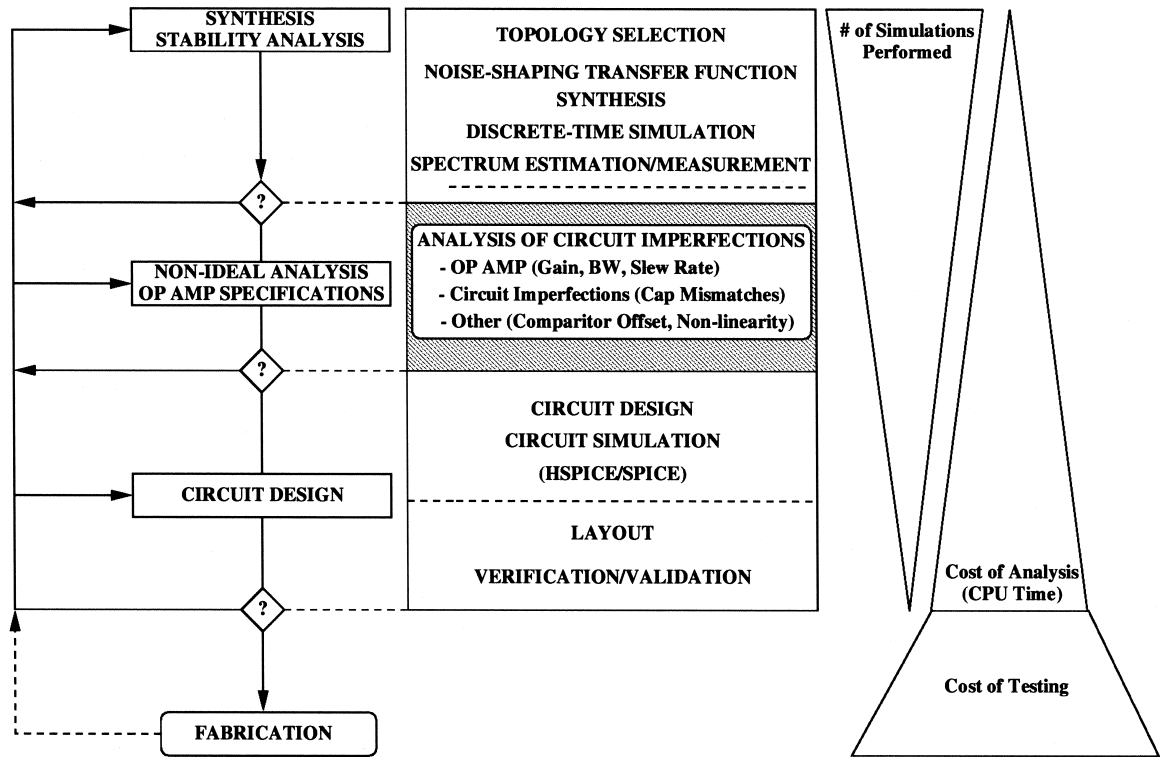 SYNTHESIS
STABILITY ANALYSIS
?
NON-IDEAL ANALYSIS
OP AMP SPECIFICATIONS
?
CIRCUIT DESIGN
?
FABRICATION
TOPOLOGY SELECTION
NOISE-SHAPING TRANSFER FUNCTION
SYNTHESIS
DISCRETE-TIME SIMULATION
SPECTRUM ESTIMATION/MEASUREMENT
ANALYSIS OF CIRCUIT IMPERFECTIONS
- OP AMP (Gain, BW, Slew Rate)
- Circuit Imperfections (Cap Mismatches)
- Other (Comparitor Offset, Non-linearity)
CIRCUIT DESIGN
CIRCUIT SIMULATION
(HSPICE/SPICE)
LAYOUT
VERIFICATION/VALIDATION
# of Simulations
Performed
Cost of Analysis
(CPU Time)
Cost of Testing